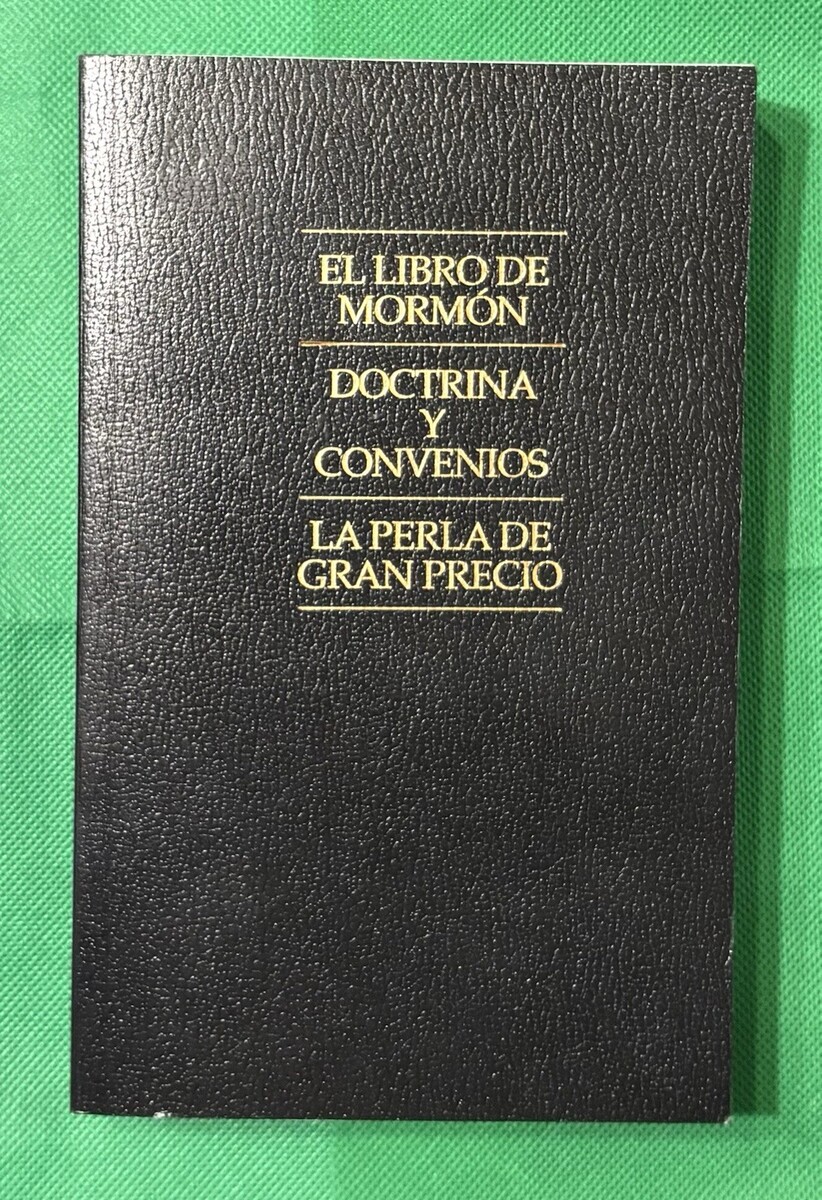 EL LIBRO DE
MORMÓN
DOCTRINA
Y
CONVENIOS
LA PERLA DE
GRAN PRECIO